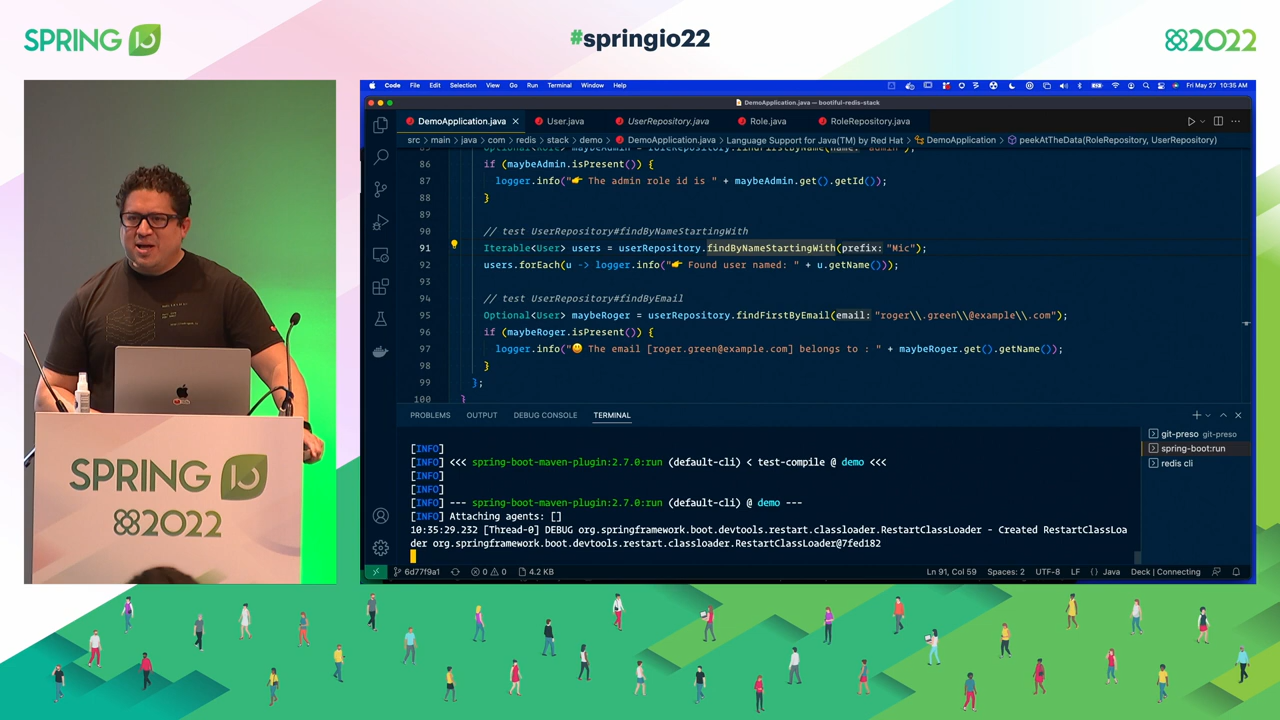 SPRING IO
#springio22
2022
Code File Edit Selection View Go Run Terminal Window Help
Fri May 27 10:35 AM
DemoApplication.java — bootiful-redis-stack
DemoApplication.java
User.java
UserRepository.java
Role.java
RoleRepository.java
src > main > java > com > redis > stack > demo > DemoApplication.java > Language Support for Java(TM) by Red Hat > DemoApplication > peekAtTheData(RoleRepository, UserRepository)
86 if (maybeAdmin.isPresent()) {
87 logger.info("👉 The admin role id is " + maybeAdmin.get().getId());
88 }
89
90 // test UserRepository#findByNameStartingWith
91 Iterable<User> users = userRepository.findByNameStartingWith(prefix: "Mic");
92 users.forEach(u -> logger.info("👉 Found user named: " + u.getName()));
93
94 // test UserRepository#findByEmail
95 Optional<User> maybeRoger = userRepository.findFirstByEmail(email: "roger\\.green\\@example\\.com");
96 if (maybeRoger.isPresent()) {
97 logger.info("😀 The email [roger.green@example.com] belongs to : " + maybeRoger.get().getName());
98 }
99 };
100 }
PROBLEMS OUTPUT DEBUG CONSOLE TERMINAL
[INFO]
[INFO] <<< spring-boot-maven-plugin:2.7.0:run (default-cli) < test-compile @ demo <<<
[INFO]
[INFO]
[INFO] --- spring-boot-maven-plugin:2.7.0:run (default-cli) @ demo ---
[INFO] Attaching agents: []
10:35:29.232 [Thread-0] DEBUG org.springframework.boot.devtools.restart.classloader.RestartClassLoader - Created RestartClassLoa
der org.springframework.boot.devtools.restart.classloader.RestartClassLoader@7fed182
git-preso git-preso
spring-boot:run
redis cli
6d77f9a1 0 0 4.2 KB Ln 91, Col 59 Spaces: 2 UTF-8 LF {} Java Deck | Connecting
SPRING IO
2022